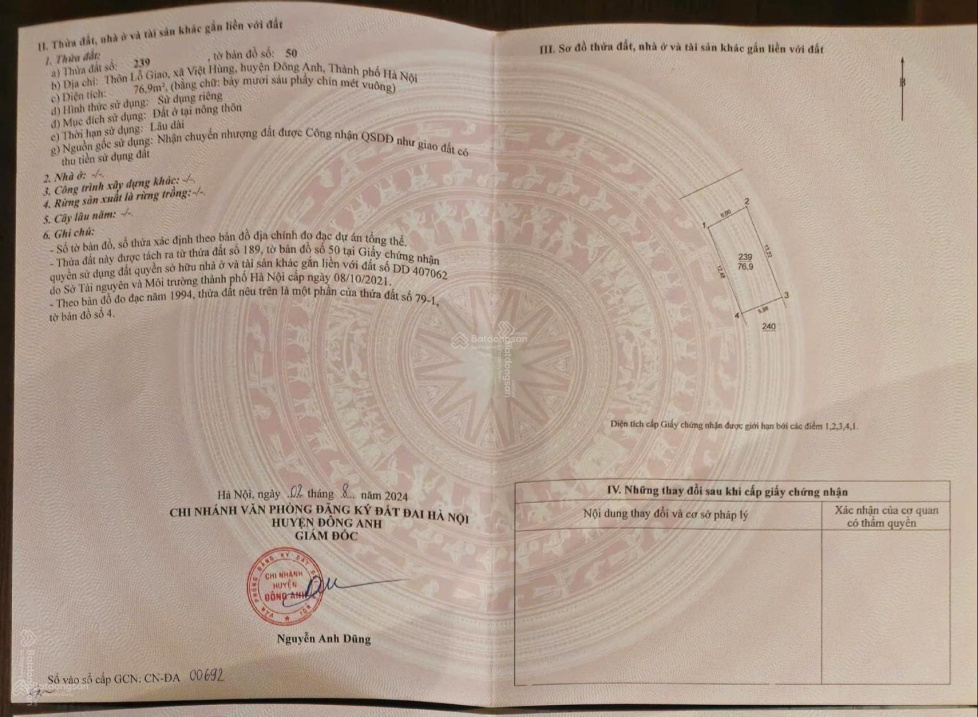 II. Thửa đất, nhà ở và tài sản khác gắn liền với đất
1. Thửa đất:
a) Thửa đất số: 239 , tờ bản đồ số: 50
b) Địa chỉ: Thôn Lỗ Giao, xã Việt Hùng, huyện Đông Anh, Thành phố Hà Nội
c) Diện tích: 76,9m², (bằng chữ: bảy mươi sáu phẩy chín mét vuông)
d) Hình thức sử dụng: Sử dụng riêng
đ) Mục đích sử dụng: Đất ở tại nông thôn
e) Thời hạn sử dụng: Lâu dài
g) Nguồn gốc sử dụng: Nhận chuyển nhượng đất được Công nhận QSDĐ như giao đất có
thu tiền sử dụng đất
2. Nhà ở: -/-.
3. Công trình xây dựng khác: -/-.
4. Rừng sản xuất là rừng trồng:-/-.
5. Cây lâu năm: -/-.
6. Ghi chú:
- Số tờ bản đồ, số thửa xác định theo bản đồ địa chính đo đạc dự án tổng thể.
- Thửa đất này được tách ra từ thửa đất số 189, tờ bản đồ số 50 tại Giấy chứng nhận
quyền sử dụng đất quyền sở hữu nhà ở và tài sản khác gắn liền với đất số DD 407062
do Sở Tài nguyên và Môi trường thành phố Hà Nội cấp ngày 08/10/2021.
- Theo bản đồ đo đạc năm 1994, thửa đất nêu trên là một phần của thửa đất số 79-1,
tờ bản đồ số 4.
Hà Nội, ngày 02 tháng 8 năm 2024
CHI NHÁNH VĂN PHÒNG ĐĂNG KÝ ĐẤT ĐAI HÀ NỘI
HUYỆN ĐÔNG ANH
GIÁM ĐỐC
CHI NHÁNH
HUYỆN
ĐÔNG ANH
Nguyễn Anh Dũng
Số vào sổ cấp GCN: CN-ĐA 00692
III. Sơ đồ thửa đất, nhà ở và tài sản khác gắn liền với đất
B
1
2
239
76.9
3
4
240
Diện tích cấp Giấy chứng nhận được giới hạn bởi các điểm 1,2,3,4,1.
IV. Những thay đổi sau khi cấp giấy chứng nhận
Nội dung thay đổi và cơ sở pháp lý
Xác nhận của cơ quan
có thẩm quyền
Batdongsan
Batdongsan
Batdongsan
Batdongsan